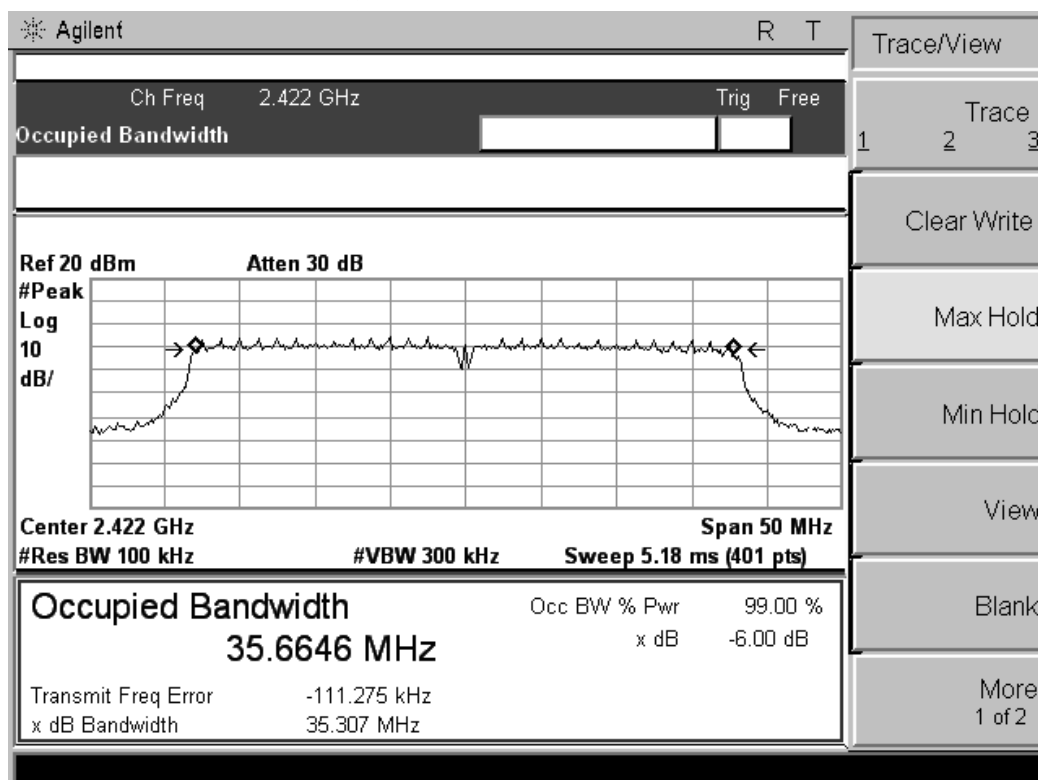 Agilent R T
Ch Freq 2.422 GHz Trig Free
Occupied Bandwidth
Ref 20 dBm Atten 30 dB
#Peak
Log
10
dB/
Center 2.422 GHz Span 50 MHz
#Res BW 100 kHz #VBW 300 kHz Sweep 5.18 ms (401 pts)
Occupied Bandwidth Occ BW % Pwr 99.00 %
35.6646 MHz x dB -6.00 dB
Transmit Freq Error -111.275 kHz
x dB Bandwidth 35.307 MHz
Trace/View
Trace
1 2 3
Clear Write
Max Hold
Min Hold
View
Blank
More
1 of 2